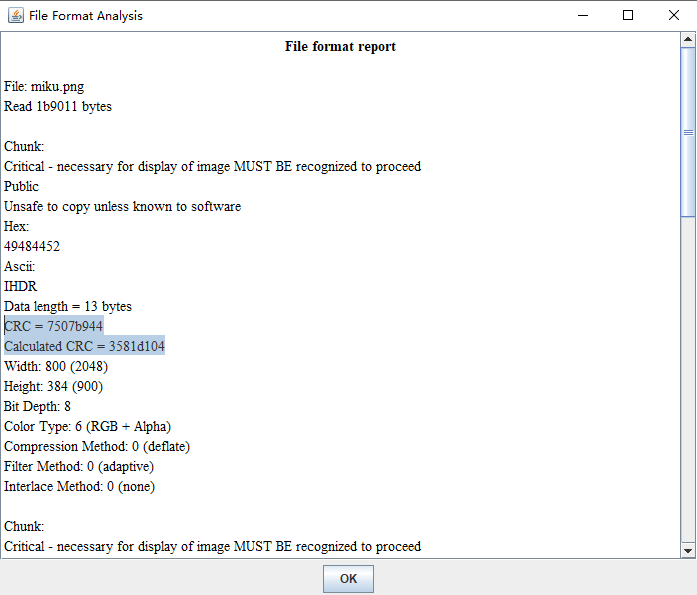 File Format Analysis
File format report
File: miku.png
Read 1b9011 bytes
Chunk:
Critical - necessary for display of image MUST BE recognized to proceed
Public
Unsafe to copy unless known to software
Hex:
49484452
Ascii:
IHDR
Data length = 13 bytes
CRC = 7507b944
Calculated CRC = 3581d104
Width: 800 (2048)
Height: 384 (900)
Bit Depth: 8
Color Type: 6 (RGB + Alpha)
Compression Method: 0 (deflate)
Filter Method: 0 (adaptive)
Interlace Method: 0 (none)
Chunk:
Critical - necessary for display of image MUST BE recognized to proceed
OK